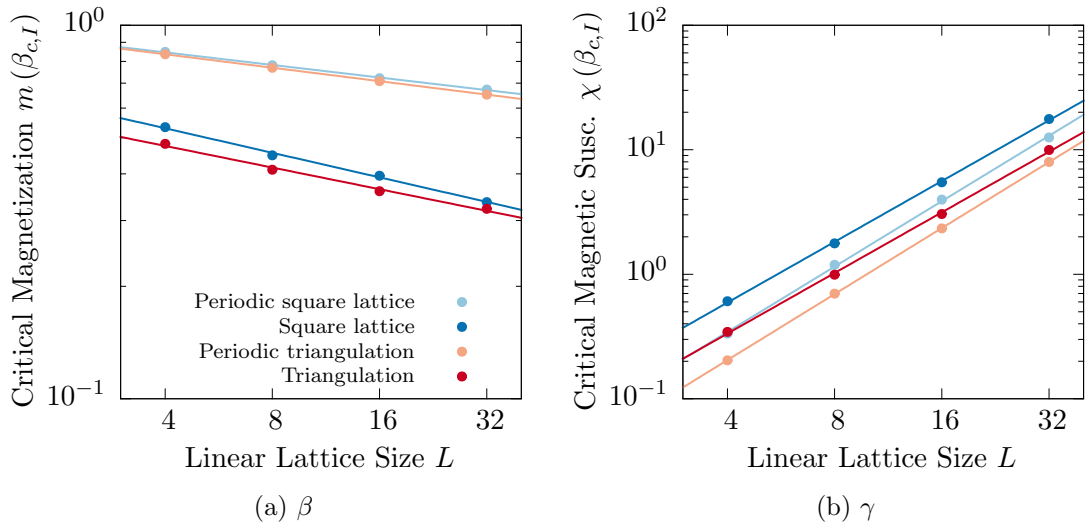 Critical Magnetization m (β_{c,I})
10^0
10^{-1}
4 8 16 32
Linear Lattice Size L
Periodic square lattice
Square lattice
Periodic triangulation
Triangulation
(a) β
Critical Magnetic Susc. χ (β_{c,I})
10^2
10^1
10^0
10^{-1}
4 8 16 32
Linear Lattice Size L
(b) γ